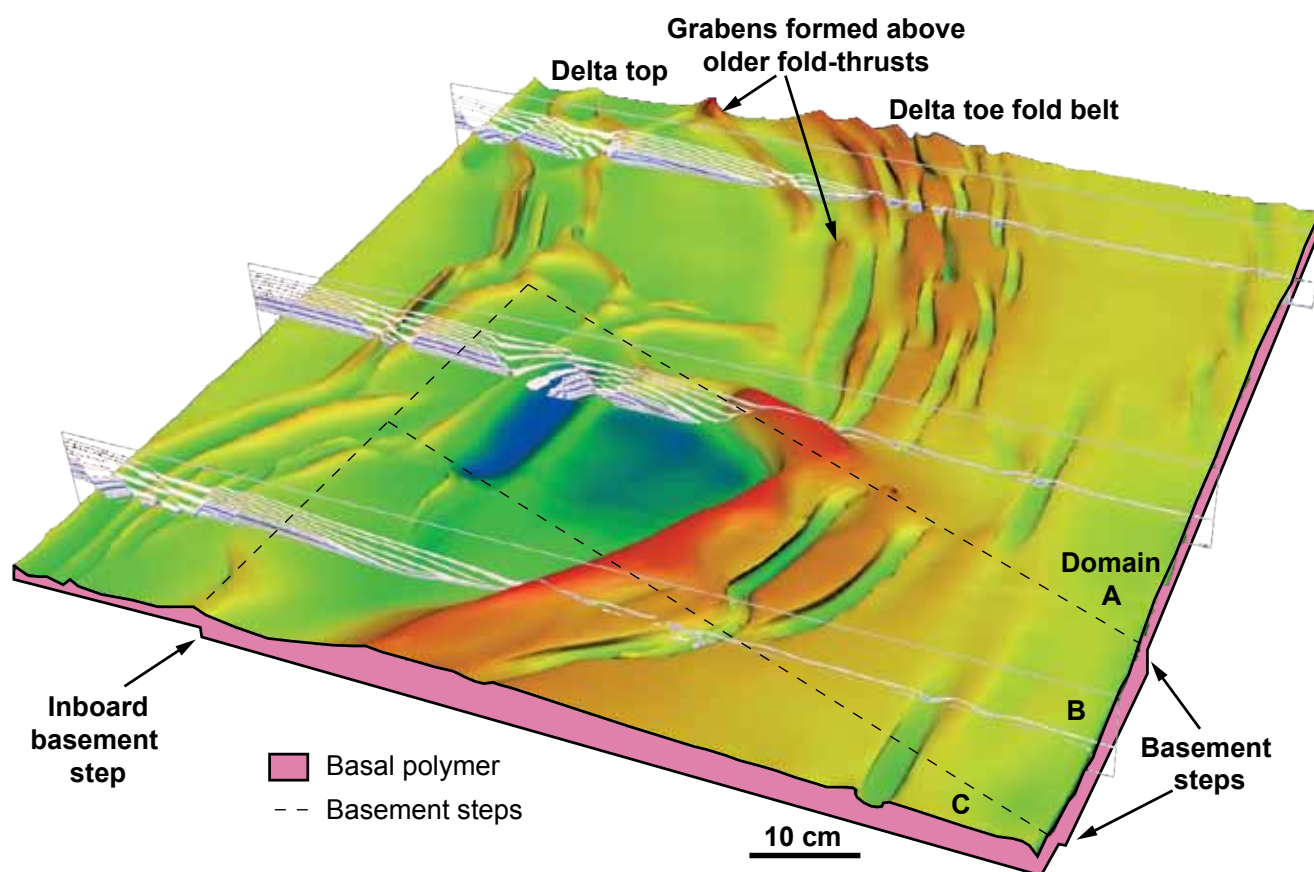 Grabens formed above
older fold-thrusts
Delta top
Delta toe fold belt
Domain
A
B
C
Inboard
basement
step
Basement
steps
Basal polymer
Basement steps
10 cm